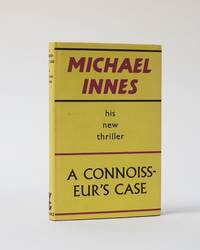 MICHAEL
INNES
his
new
thriller
A CONNOISS-
EUR'S CASE